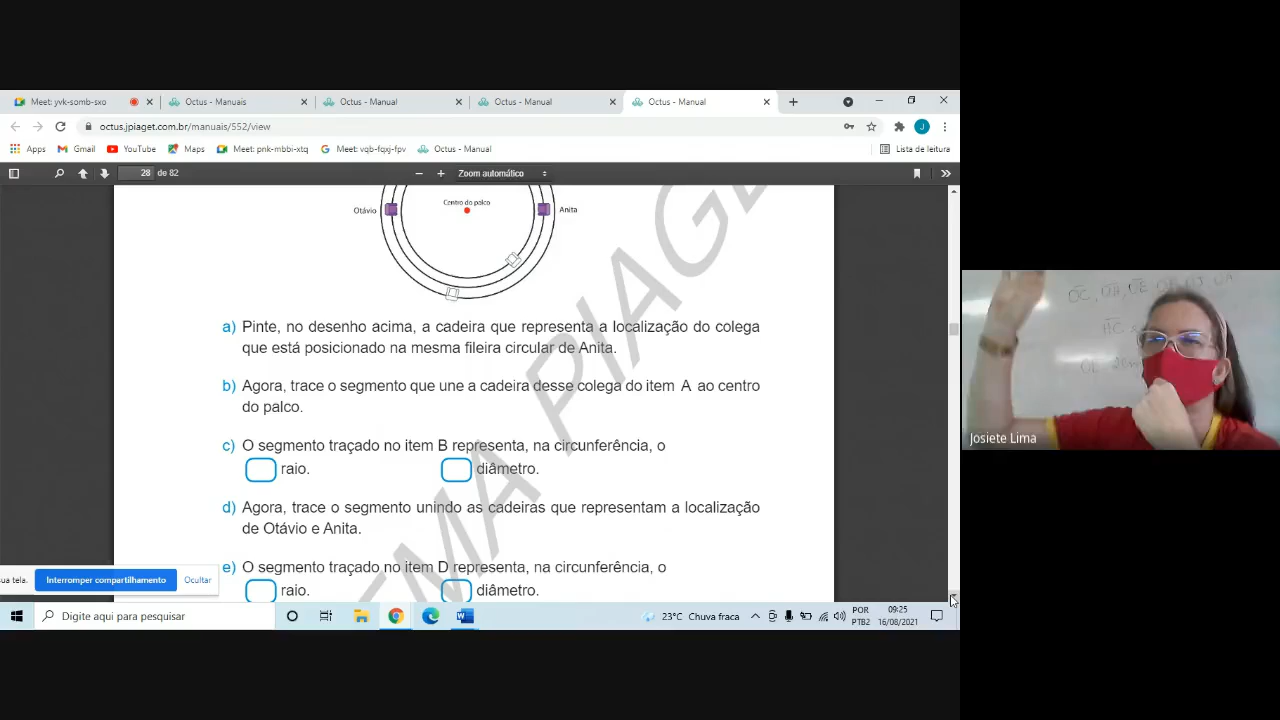 Meet: yvk-somb-sxo
Octus - Manuais
Octus - Manual
Octus - Manual
Octus - Manual
octus.jpiaget.com.br/manuais/552/view
Apps
Gmail
YouTube
Maps
Meet: pnk-mbbi-xtq
Meet: vqb-fqxj-fpv
Octus - Manual
Lista de leitura
28 de 82
Zoom automático
Otávio
Centro do palco
Anita
a) Pinte, no desenho acima, a cadeira que representa a localização do colega
que está posicionado na mesma fileira circular de Anita.
b) Agora, trace o segmento que une a cadeira desse colega do item A ao centro
do palco.
c) O segmento traçado no item B representa, na circunferência, o
raio.
diâmetro.
d) Agora, trace o segmento unindo as cadeiras que representam a localização
de Otávio e Anita.
e) O segmento traçado no item D representa, na circunferência, o
raio.
diâmetro.
EMA PIAGE
sua tela.
Interromper compartilhamento
Ocultar
Digite aqui para pesquisar
23°C Chuva fraca
POR
PTB2
09:25
16/08/2021
Josiete Lima